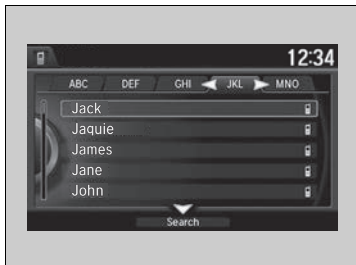 12:34
ABC DEF GHI JKL MNO
Jack
Jaquie
James
Jane
John
Search